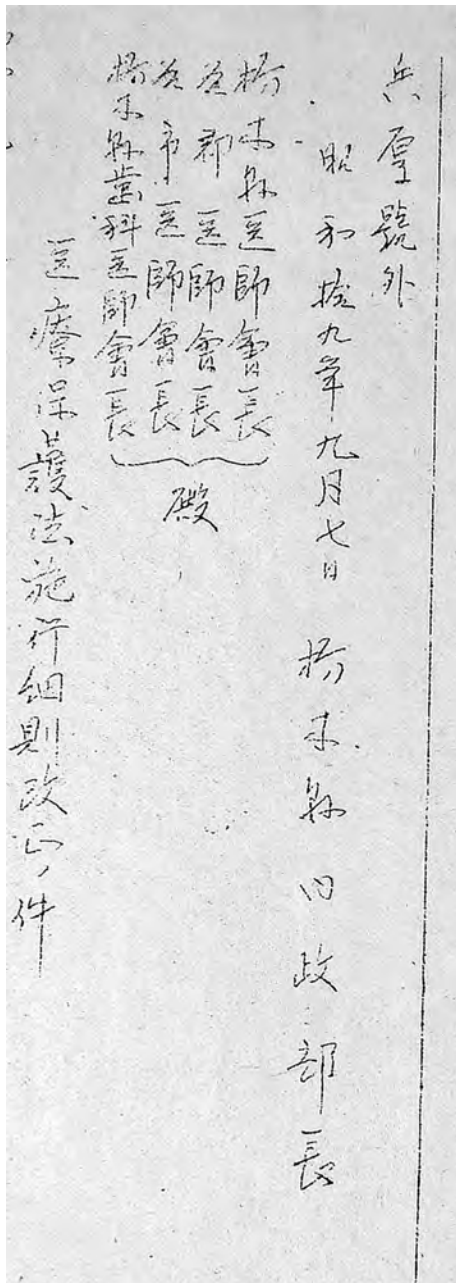 兵厚號外
昭和拾九年九月七日 栃木縣内政部長
栃木縣医師會長
各郡医師會長
各市医師會長
栃木縣歯科医師會長
殿
医療保護法施行細則改正ノ件